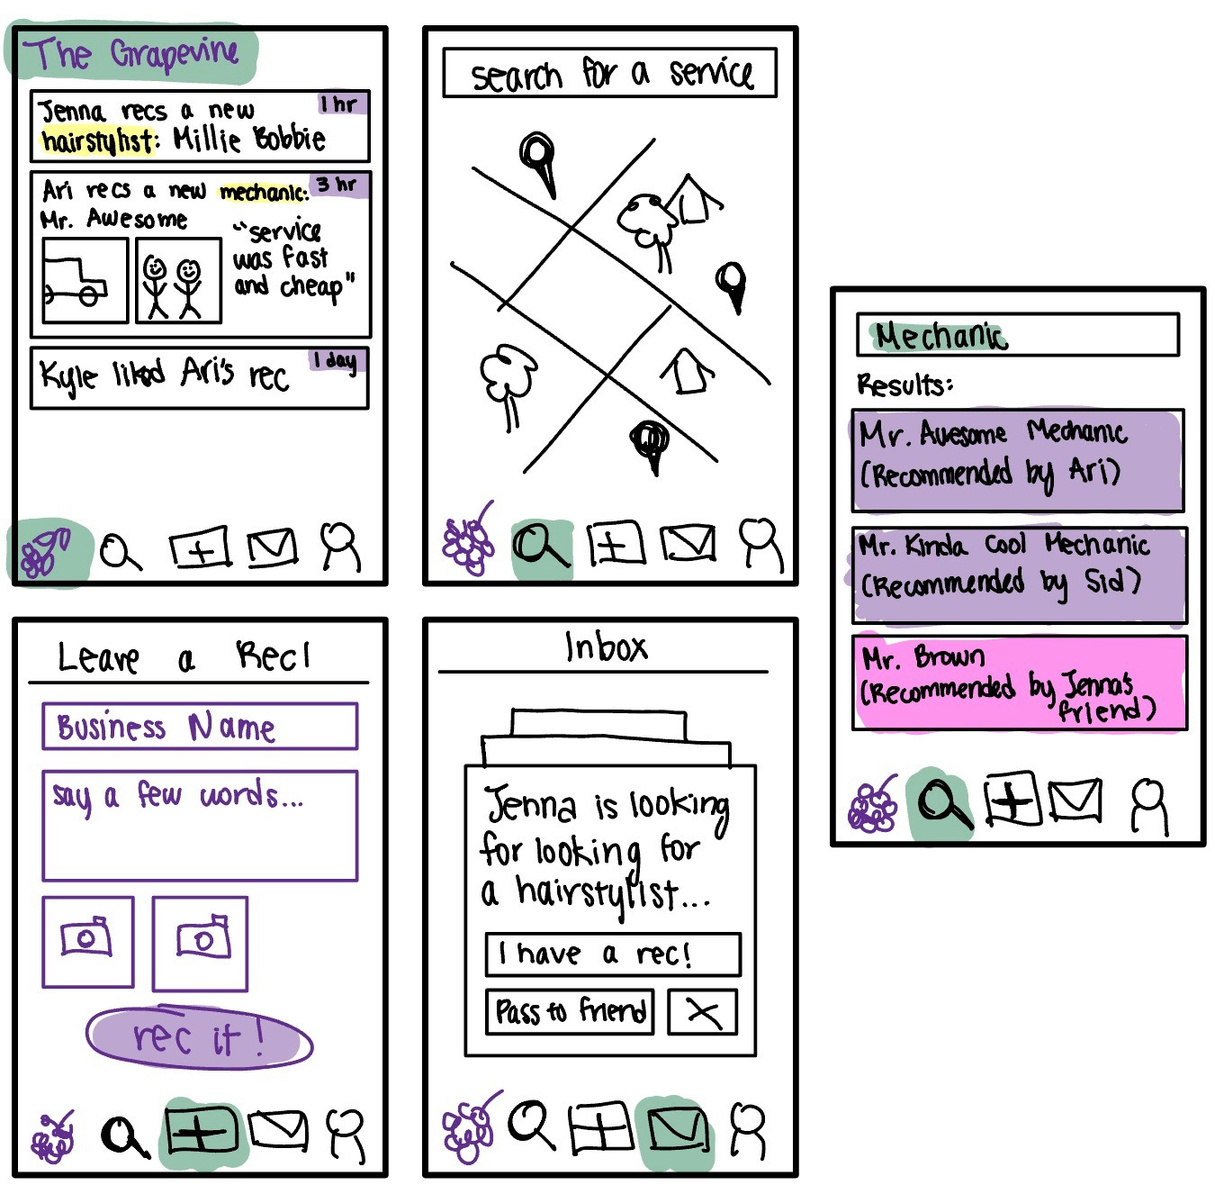 The Grapevine
Jenna recs a new
1 hr
hairstylist: Millie Bobbie
Ari recs a new mechanic:
3 hr
Mr. Awesome
"service
was fast
and cheap"
Kyle liked Ari's rec
1 day
search for a service
Mechanic
Results:
Mr. Awesome Mechanic
(Recommended by Ari)
Mr. Kinda Cool Mechanic
(Recommended by Sid)
Mr. Brown
(Recommended by Jenna's
friend)
Leave a Rec!
Business Name
say a few words...
rec it!
Inbox
Jenna is looking
for looking for
a hairstylist...
I have a rec!
Pass to friend
X